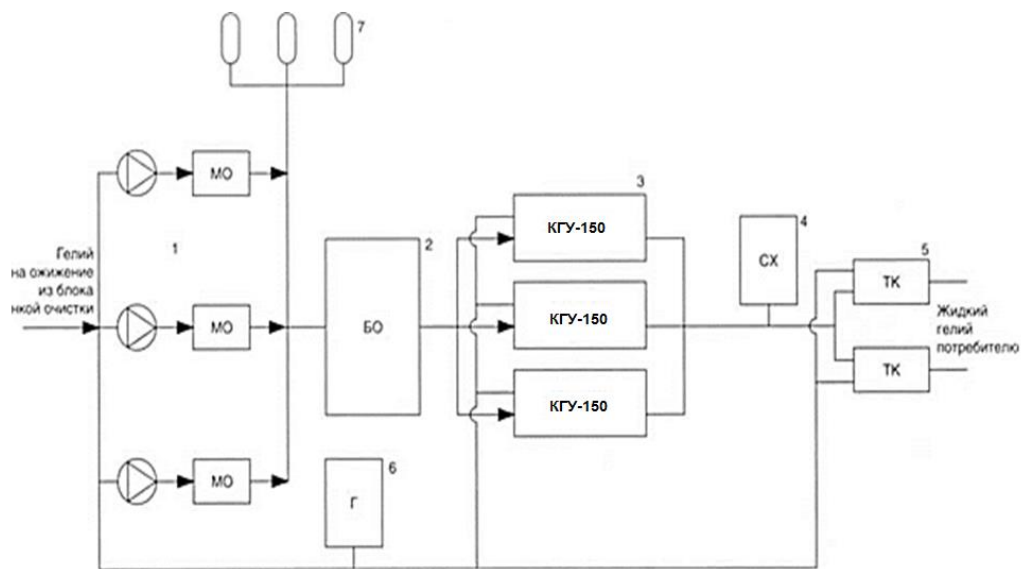 7
МО
3
КГУ-150
4
Гелий
на ожижение
из блока
нкой очистки
1
2
СХ
5
ТК
МО
БО
КГУ-150
Жидкий
гелий
потребителю
ТК
КГУ-150
6
МО
Г